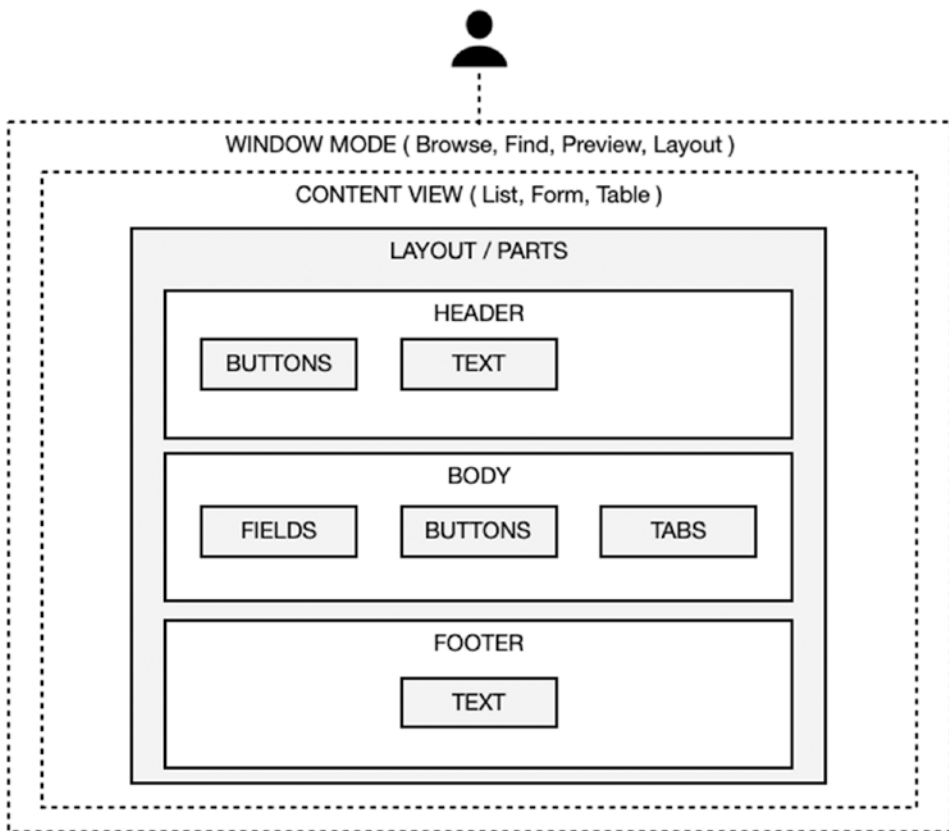 WINDOW MODE ( Browse, Find, Preview, Layout )
CONTENT VIEW ( List, Form, Table )
LAYOUT / PARTS
HEADER
BUTTONS
TEXT
BODY
FIELDS
BUTTONS
TABS
FOOTER
TEXT